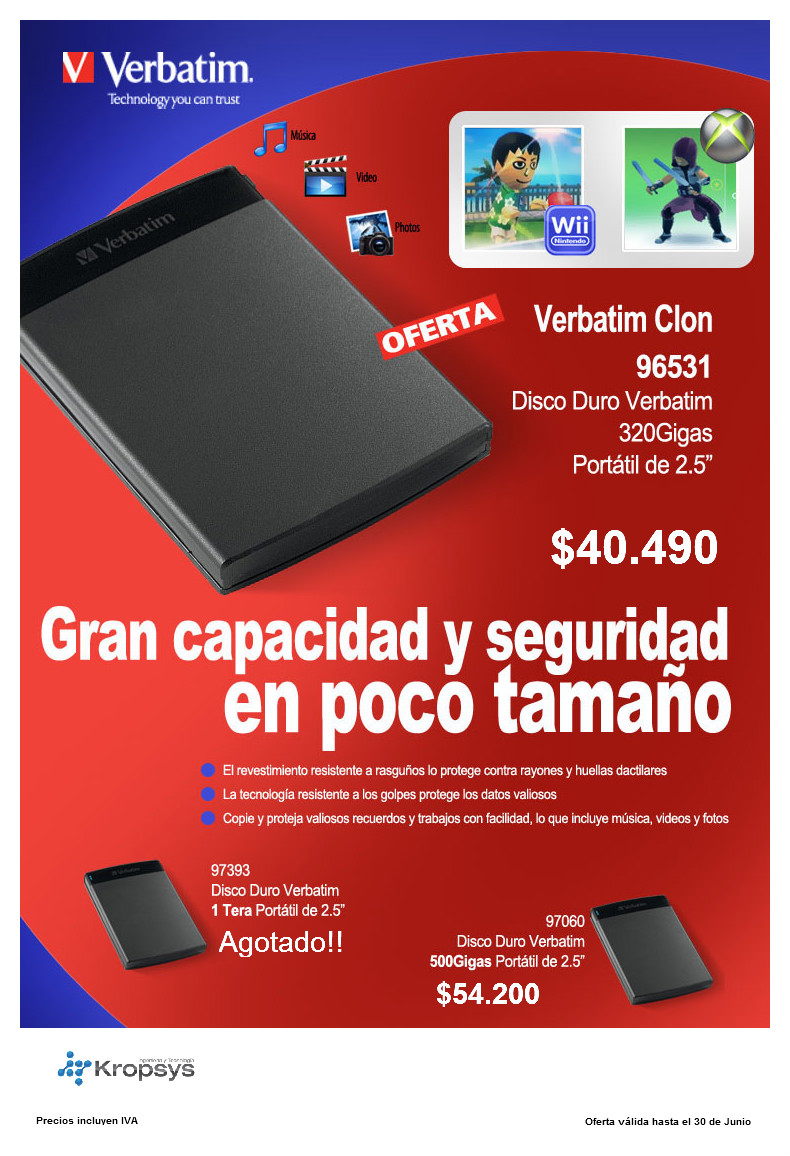 Verbatim.
Technology you can trust
Música
Video
Photos
Wii
Nintendo
Verbatim
OFERTA
Verbatim Clon
96531
Disco Duro Verbatim
320Gigas
Portátil de 2.5”
$40.490
Gran capacidad y seguridad
en poco tamaño
El revestimiento resistente a rasguños lo protege contra rayones y huellas dactilares
La tecnología resistente a los golpes protege los datos valiosos
Copie y proteja valiosos recuerdos y trabajos con facilidad, lo que incluye música, videos y fotos
Verbatim
97393
Disco Duro Verbatim
1 Tera Portátil de 2.5”
Agotado!!
Verbatim
97060
Disco Duro Verbatim
500Gigas Portátil de 2.5”
$54.200
Ingeniería y Tecnología
Kropsys
Precios incluyen IVA
Oferta válida hasta el 30 de Junio